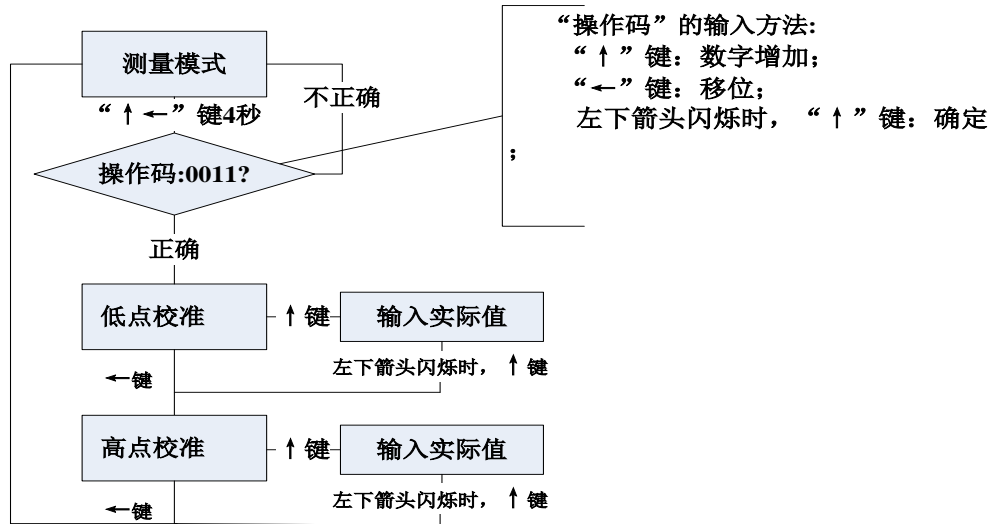 测量模式
“↑←”键4秒
不正确
操作码:0011?
正确
低点校准
↑键
输入实际值
左下箭头闪烁时，↑键
←键
高点校准
↑键
输入实际值
左下箭头闪烁时，↑键
←键
“操作码”的输入方法:
“↑”键：数字增加；
“←”键：移位；
左下箭头闪烁时，“↑”键：确定
；